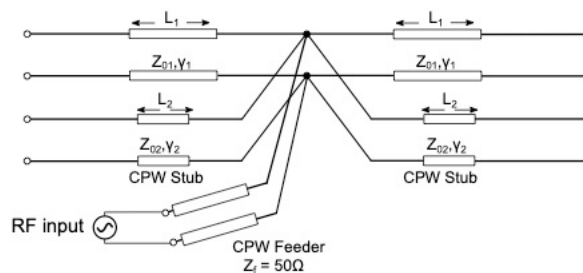 L₁ L₁
Z₀₁,γ₁ Z₀₁,γ₁
L₂ L₂
Z₀₂,γ₂ Z₀₂,γ₂
CPW Stub CPW Stub
RF input
CPW Feeder
Zf = 50Ω